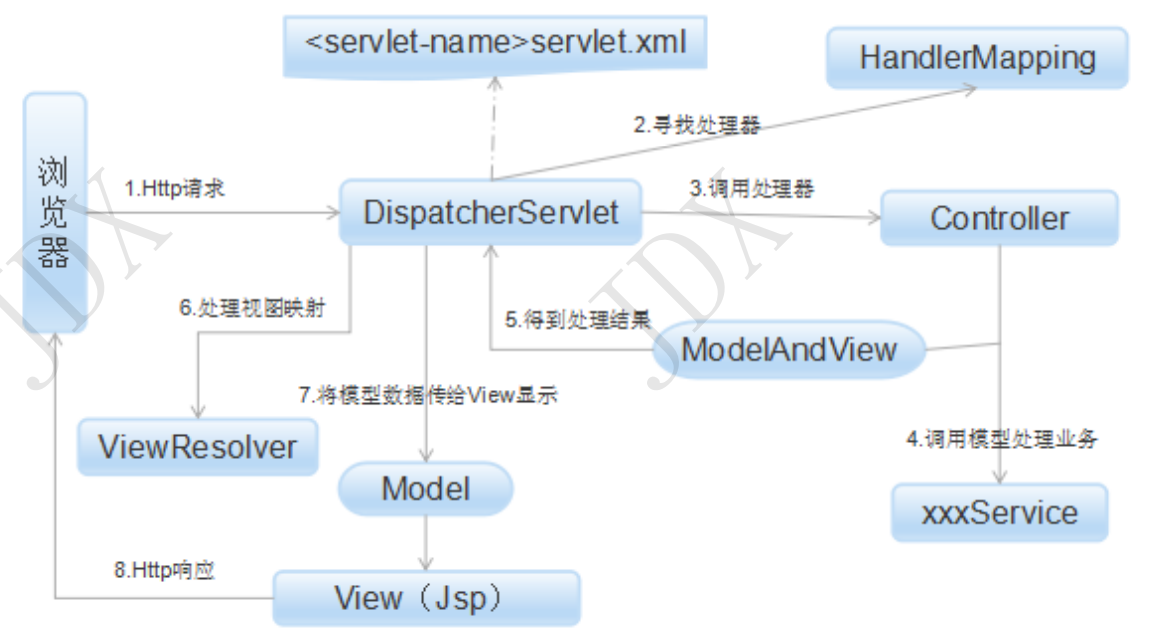 <servlet-name>servlet.xml
HandlerMapping
2.寻找处理器
浏览器
1.Http请求
DispatcherServlet
3.调用处理器
Controller
6.处理视图映射
5.得到处理结果
ModelAndView
7.将模型数据传给View显示
ViewResolver
4.调用模型处理业务
Model
xxxService
8.Http响应
View（Jsp）
JDX
JDX